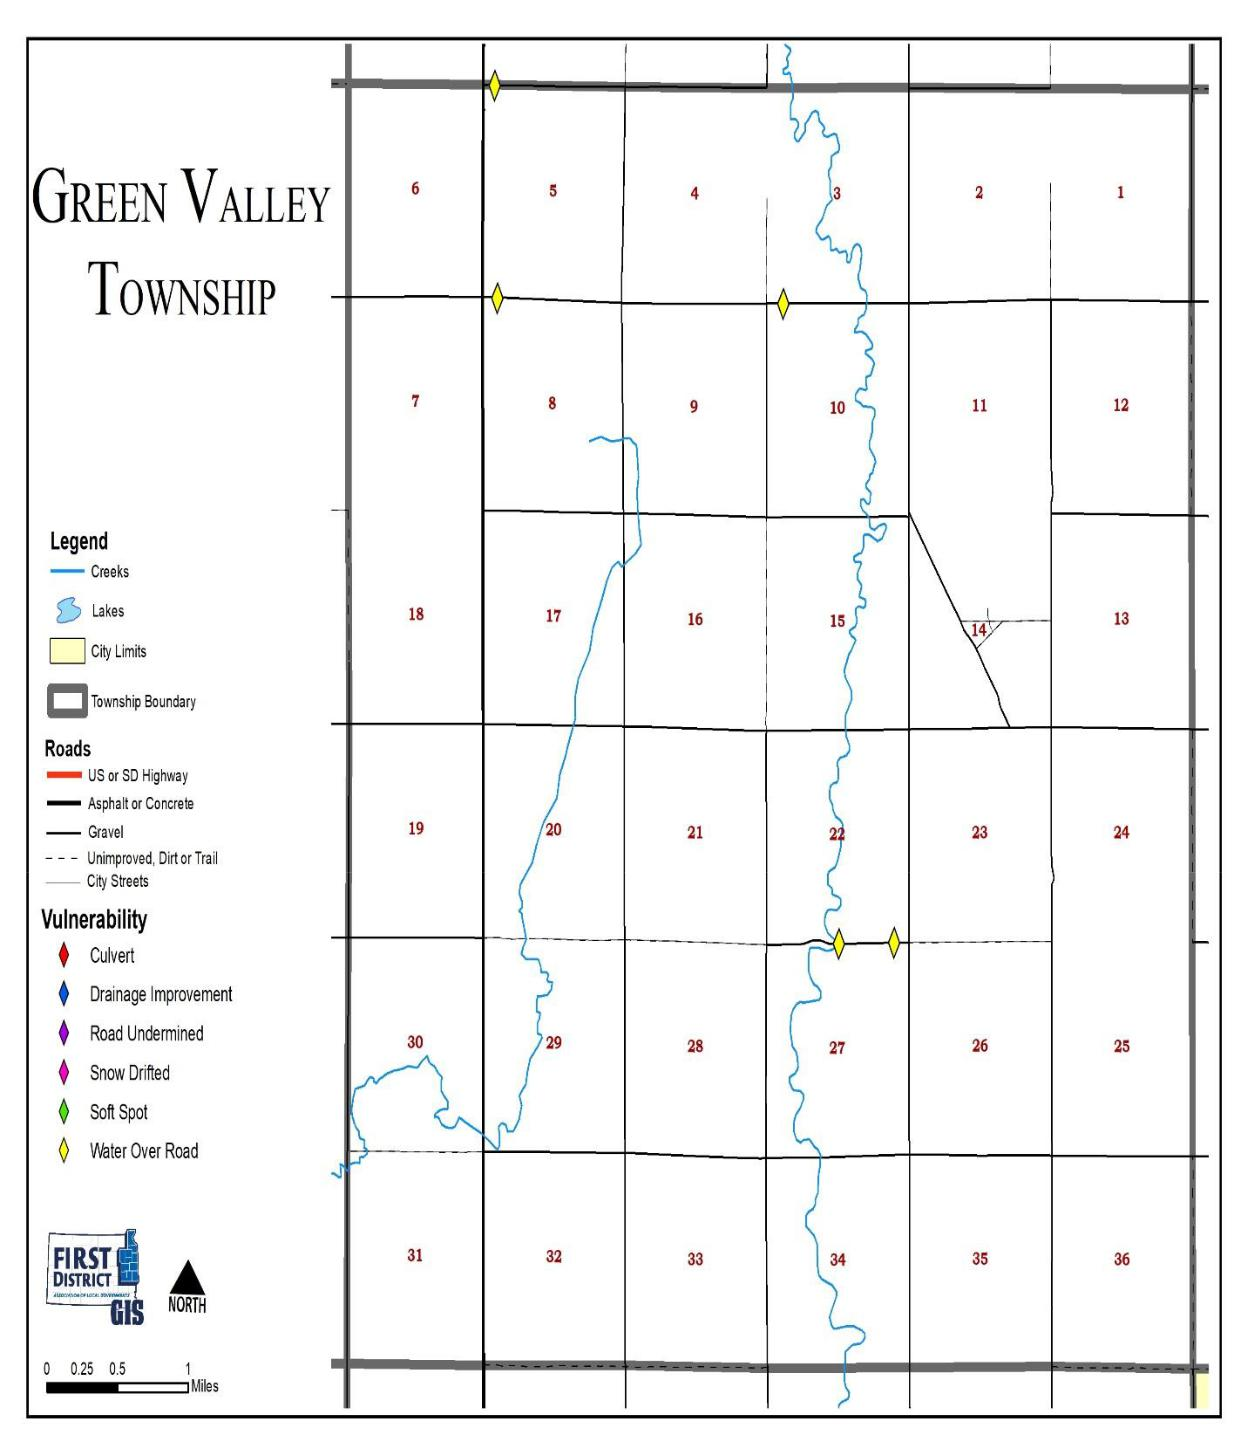 GREEN VALLEY
TOWNSHIP
6 5 4 3 2 1
7 8 9 10 11 12
18 17 16 15 14 13
19 20 21 22 23 24
30 29 28 27 26 25
31 32 33 34 35 36
Legend
Creeks
Lakes
City Limits
Township Boundary
Roads
US or SD Highway
Asphalt or Concrete
Gravel
Unimproved, Dirt or Trail
City Streets
Vulnerability
Culvert
Drainage Improvement
Road Undermined
Snow Drifted
Soft Spot
Water Over Road
FIRST
DISTRICT
ASSOCIATION OF LOCAL GOVERNMENTS
GIS
NORTH
0 0.25 0.5 1
Miles